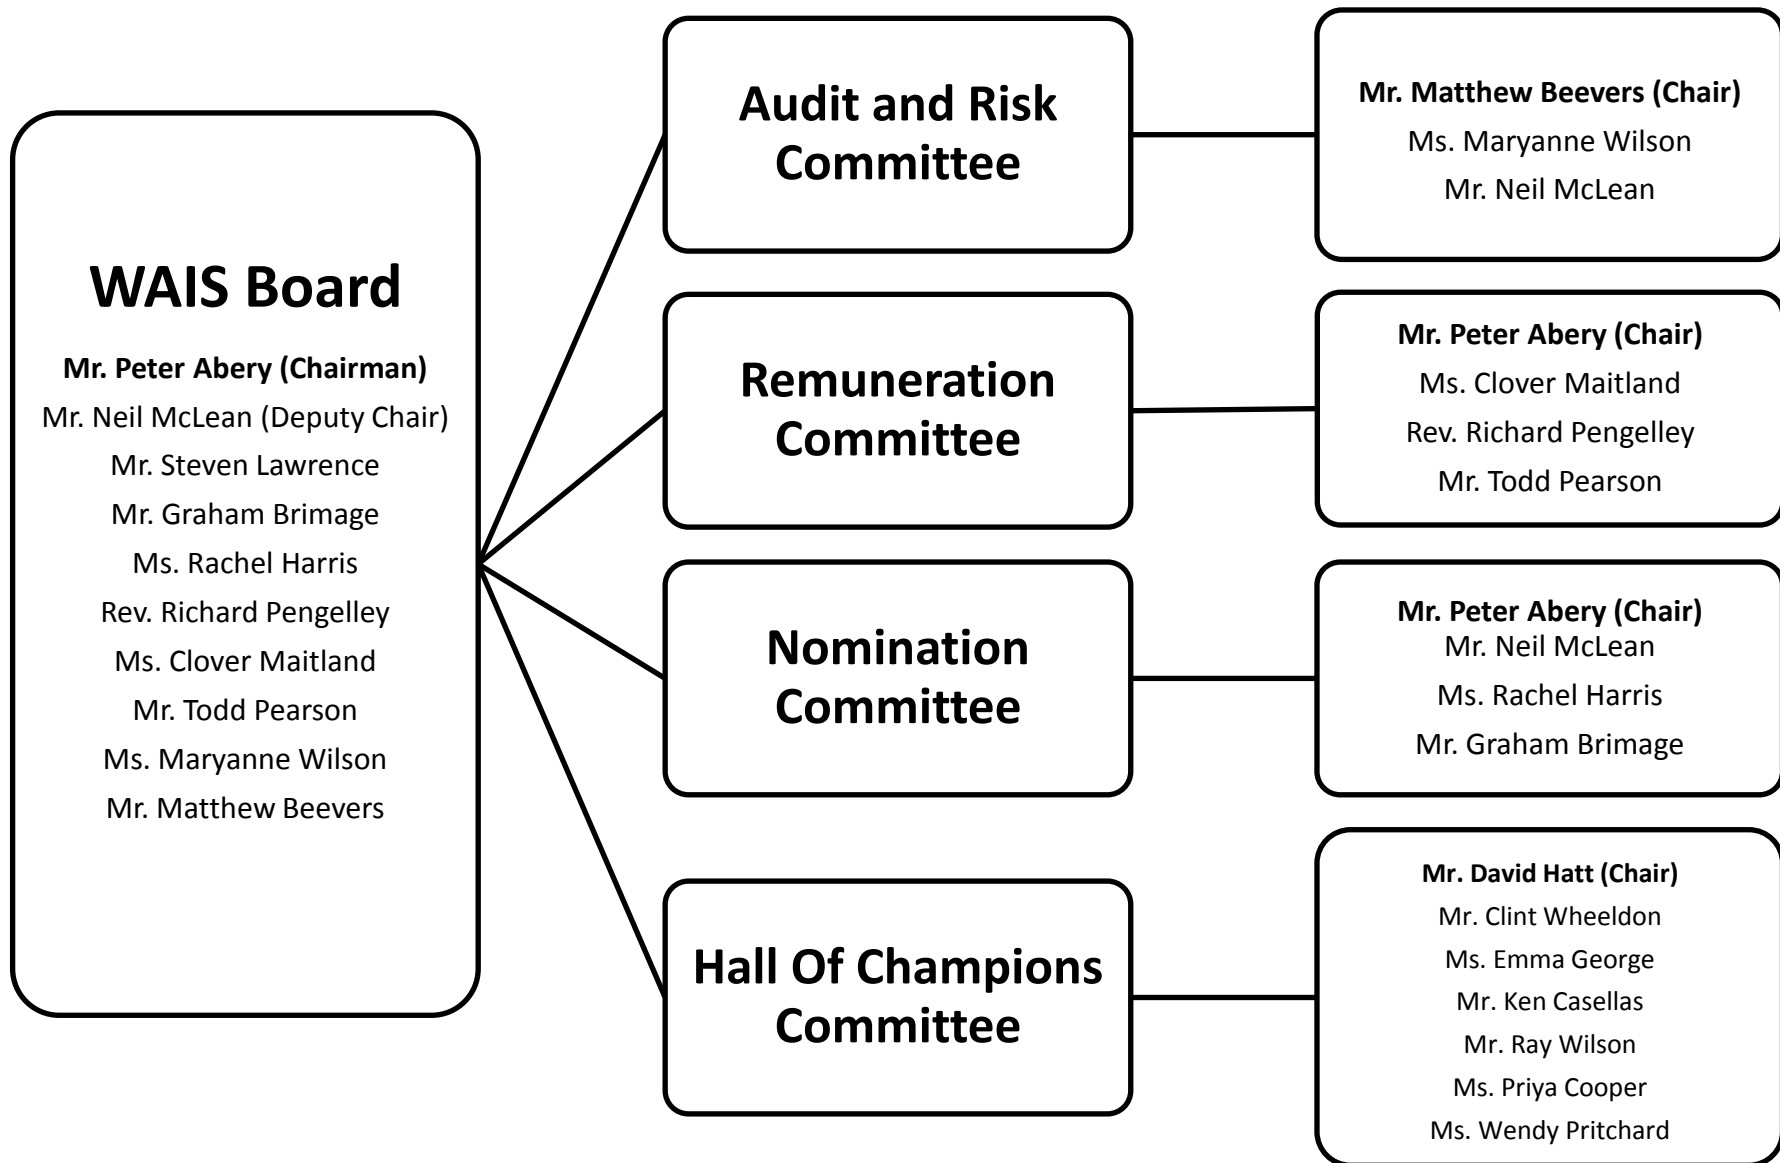 WAIS Board
Mr. Peter Abery (Chairman)
Mr. Neil McLean (Deputy Chair)
Mr. Steven Lawrence
Mr. Graham Brimage
Ms. Rachel Harris
Rev. Richard Pengelley
Ms. Clover Maitland
Mr. Todd Pearson
Ms. Maryanne Wilson
Mr. Matthew Beevers
Audit and Risk
Committee
Mr. Matthew Beevers (Chair)
Ms. Maryanne Wilson
Mr. Neil McLean
Remuneration
Committee
Mr. Peter Abery (Chair)
Ms. Clover Maitland
Rev. Richard Pengelley
Mr. Todd Pearson
Nomination
Committee
Mr. Peter Abery (Chair)
Mr. Neil McLean
Ms. Rachel Harris
Mr. Graham Brimage
Hall Of Champions
Committee
Mr. David Hatt (Chair)
Mr. Clint Wheeldon
Ms. Emma George
Mr. Ken Casellas
Mr. Ray Wilson
Ms. Priya Cooper
Ms. Wendy Pritchard